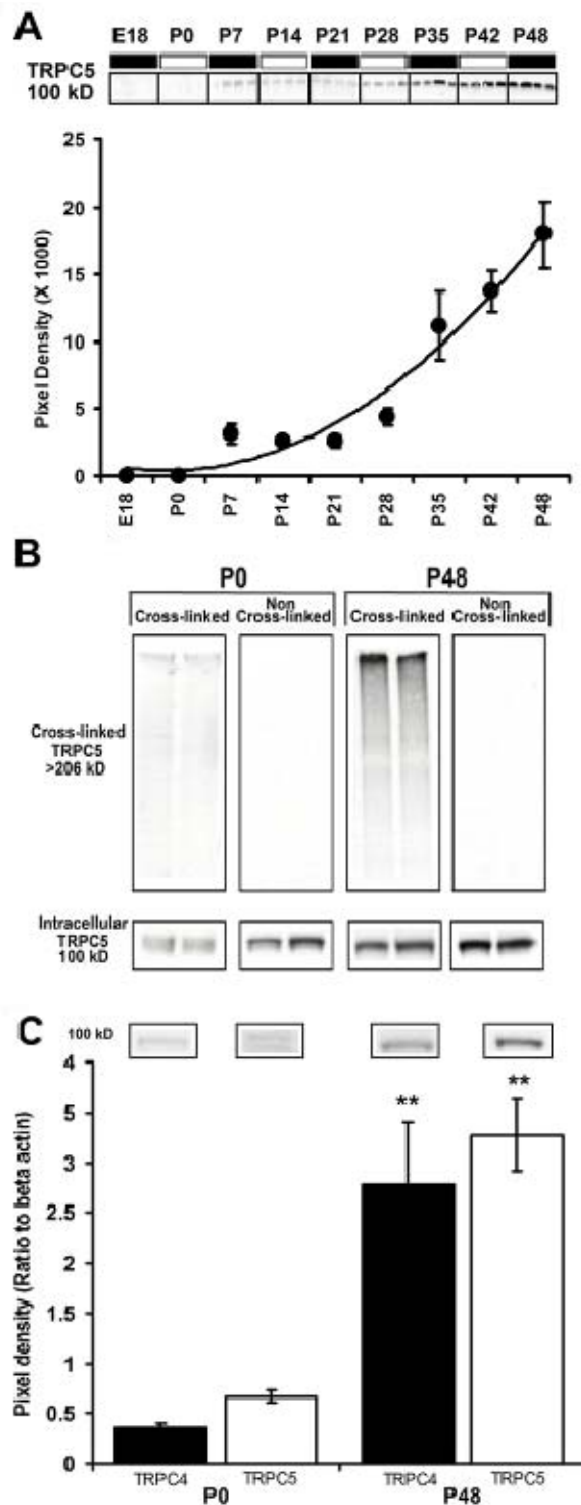 A
E18 P0 P7 P14 P21 P28 P35 P42 P48
TRPC5
100 kD
25
20
15
10
5
0
Pixel Density (X 1000)
E18 P0 P7 P14 P21 P28 P35 P42 P48
B
P0 P48
Cross-linked Non Cross-linked Cross-linked Non Cross-linked
Cross-linked
TRPC5
>206 kD
Intracellular
TRPC5
100 kD
C
100 kD
4
5
3
2.5
2
5
1
0.5
0
Pixel density (Ratio to beta actin)
** **
TRPC4 TRPC5 TRPC4 TRPC5
P0 P48